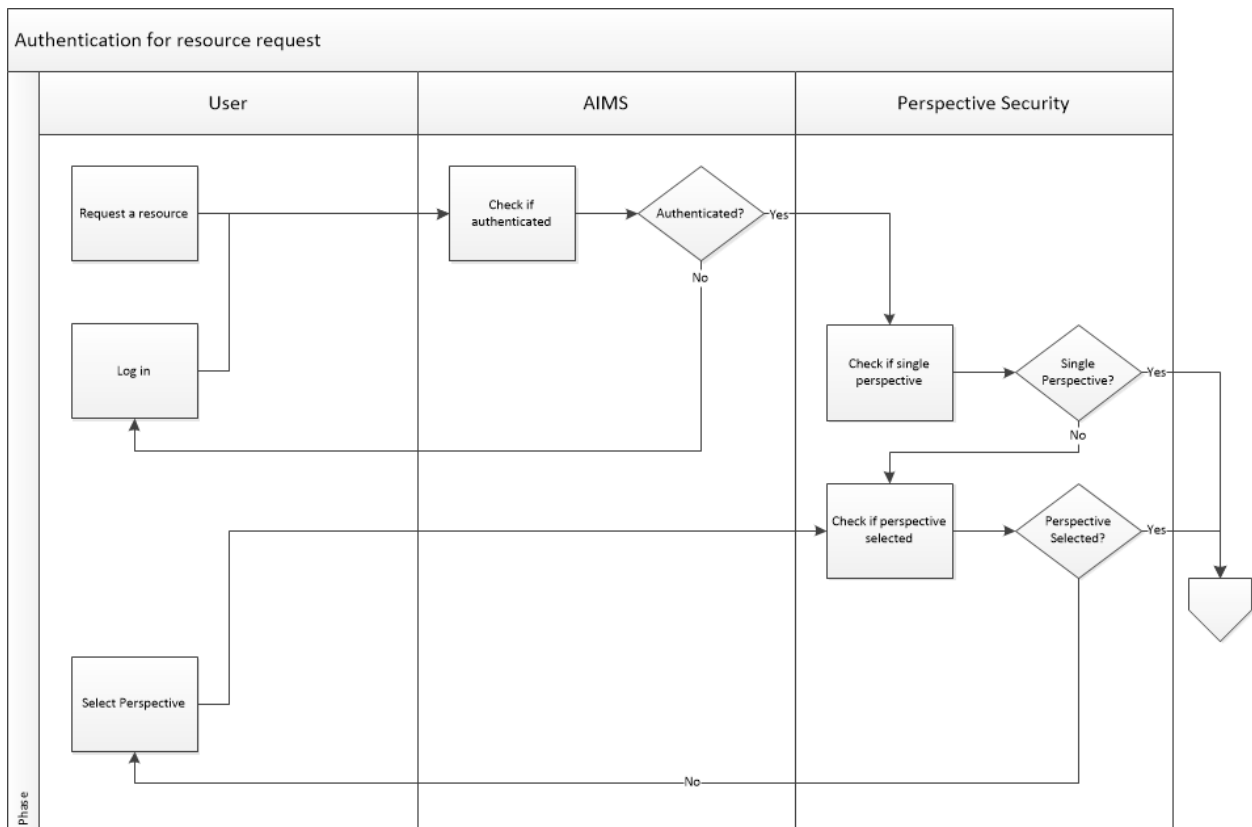 Authentication for resource request
User
AIMS
Perspective Security
Request a resource
Check if
authenticated
Authenticated?
Yes
No
Log in
Check if single
perspective
Single
Perspective?
Yes
No
Check if perspective
selected
Perspective
Selected?
Yes
Select Perspective
No
Phase